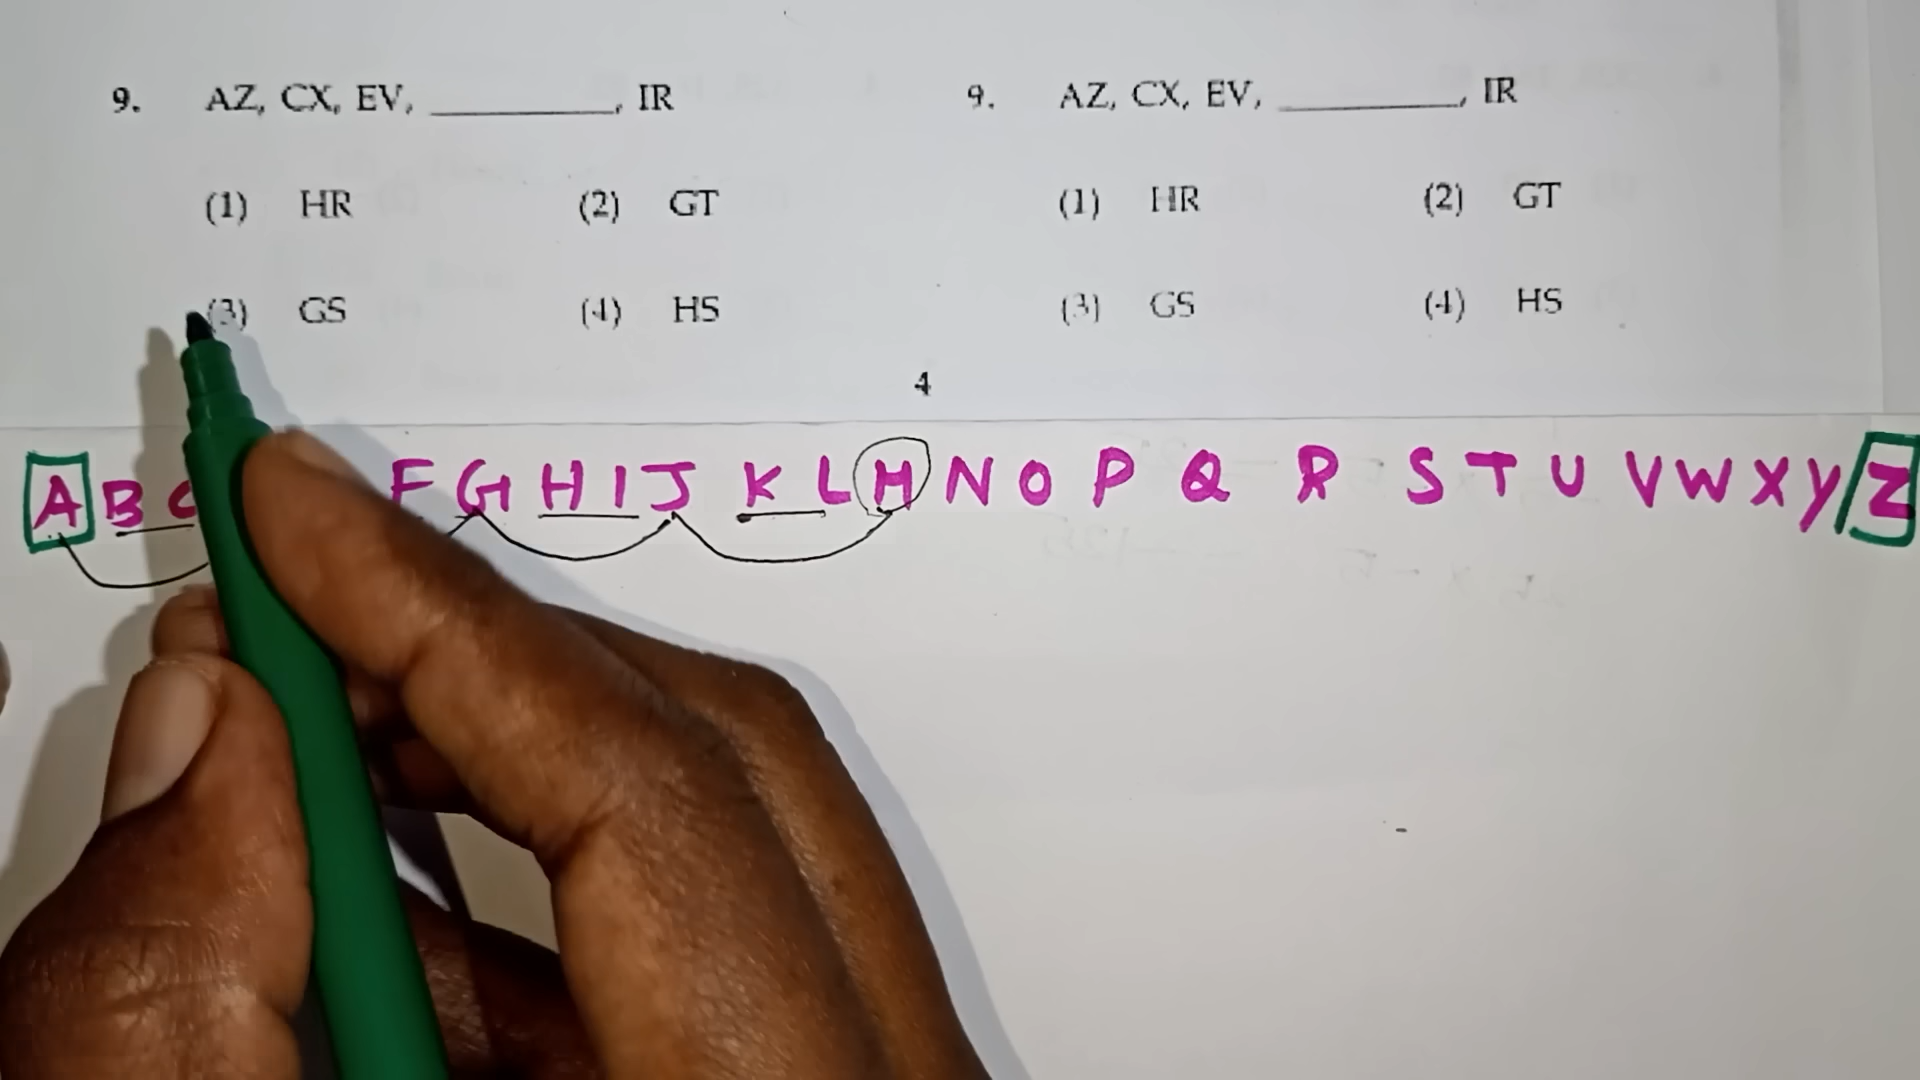 9. AZ, CX, EV, ________, IR
(1) HR (2) GT
(3) GS (4) HS
9. AZ, CX, EV, ________, IR
(1) HR (2) GT
(3) GS (4) HS
4
A B C F G H I J K L M N O P Q R S T U V W X Y Z